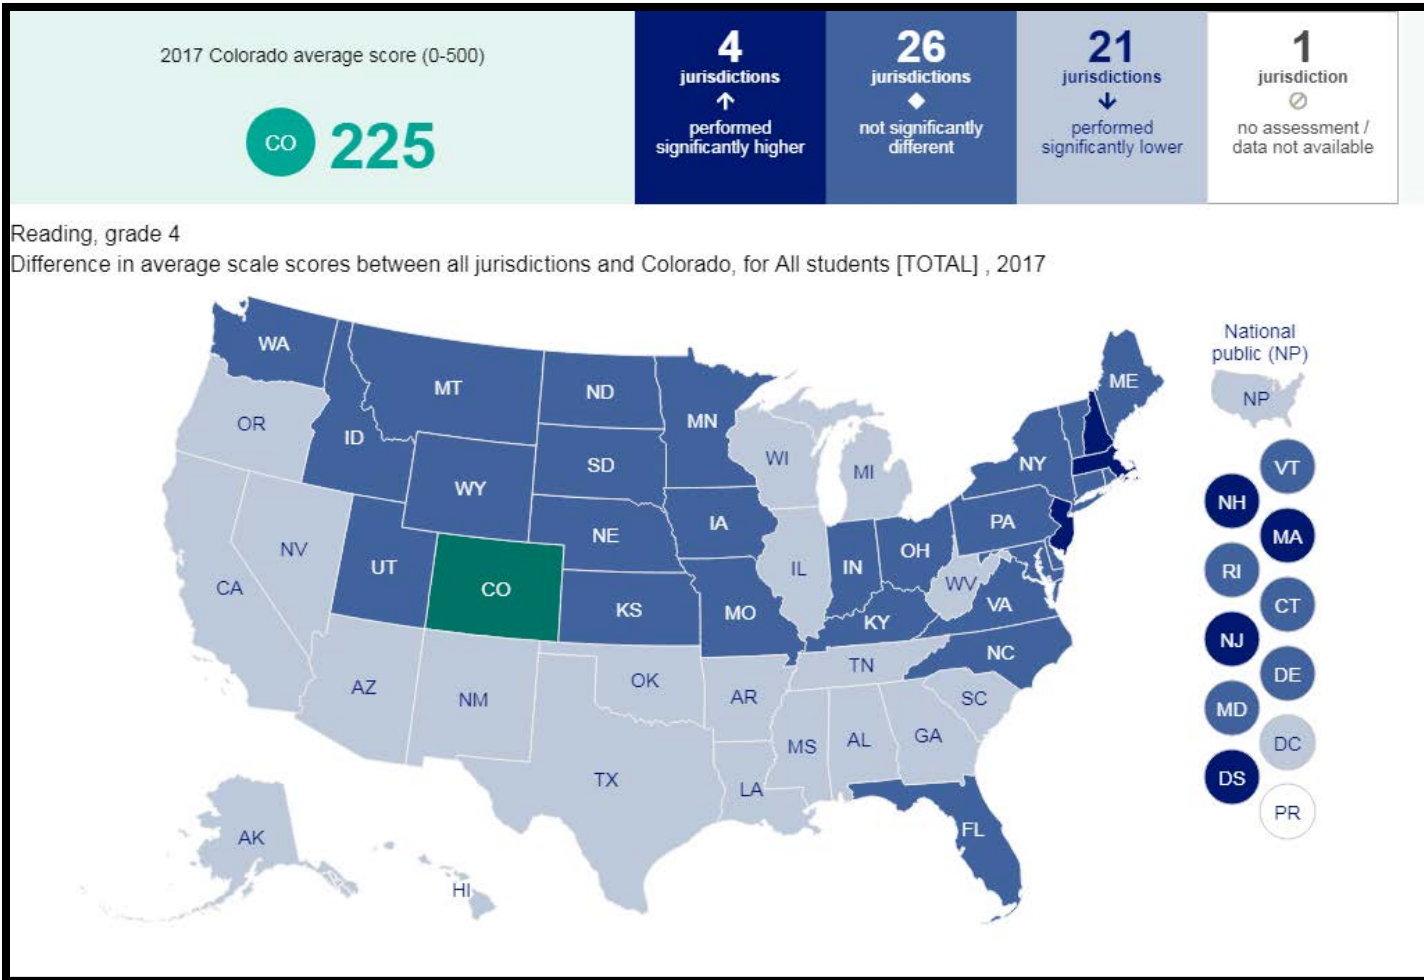 2017 Colorado average score (0-500)
CO 225
4
jurisdictions
performed
significantly higher
26
jurisdictions
not significantly
different
21
jurisdictions
performed
significantly lower
1
jurisdiction
no assessment /
data not available
Reading, grade 4
Difference in average scale scores between all jurisdictions and Colorado, for All students [TOTAL] , 2017
WA
MT
ND
MN
ME
OR
ID
SD
WI
MI
NY
WY
IA
PA
NE
NV
UT
CO
IL
IN
OH
WV
CA
KS
MO
KY
VA
NC
AZ
NM
OK
AR
TN
SC
MS
AL
GA
TX
LA
FL
AK
HI
National
public (NP)
NP
VT
NH
MA
RI
CT
NJ
DE
MD
DC
DS
PR